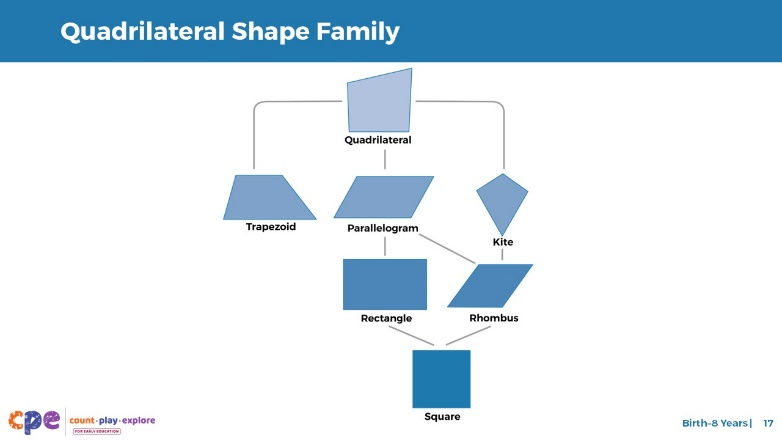 Quadrilateral Shape Family
Quadrilateral
Trapezoid
Parallelogram
Kite
Rectangle
Rhombus
Square
cpe
count·play·explore
FOR EARLY EDUCATION
Birth–8 Years | 17